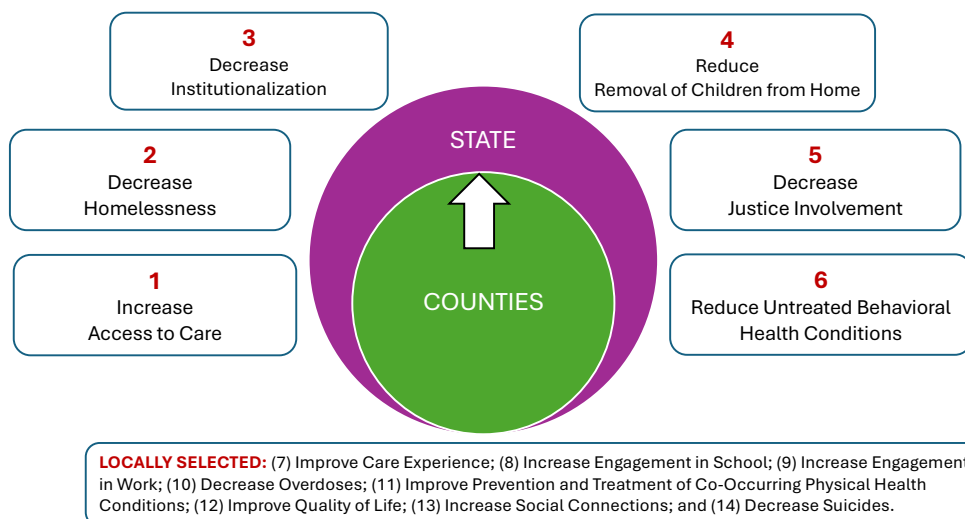 3
Decrease
Institutionalization
4
Reduce
Removal of Children from Home
STATE
2
Decrease
Homelessness
5
Decrease
Justice Involvement
1
Increase
Access to Care
COUNTIES
6
Reduce Untreated Behavioral
Health Conditions
LOCALLY SELECTED: (7) Improve Care Experience; (8) Increase Engagement in School; (9) Increase Engagement
in Work; (10) Decrease Overdoses; (11) Improve Prevention and Treatment of Co-Occurring Physical Health
Conditions; (12) Improve Quality of Life; (13) Increase Social Connections; and (14) Decrease Suicides.